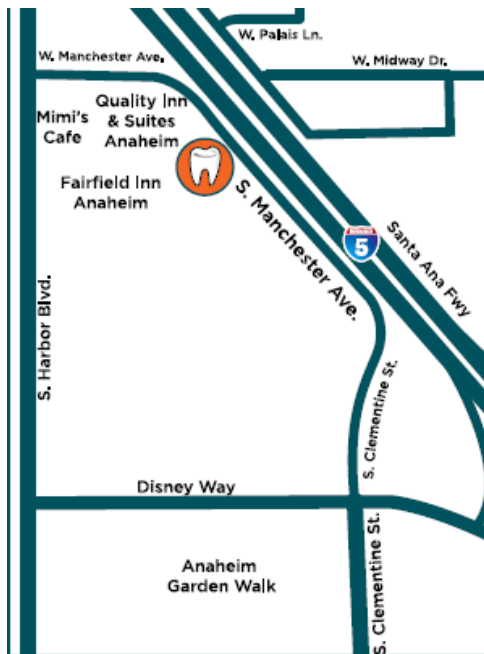 W. Palais Ln.
W. Manchester Ave.
W. Midway Dr.
Quality Inn
& Suites
Anaheim
Mimi's
Cafe
Fairfield Inn
Anaheim
S. Manchester Ave.
5
Santa Ana Fwy
S. Harbor Blvd.
S. Clementine St.
Disney Way
S. Clementine St.
Anaheim
Garden Walk